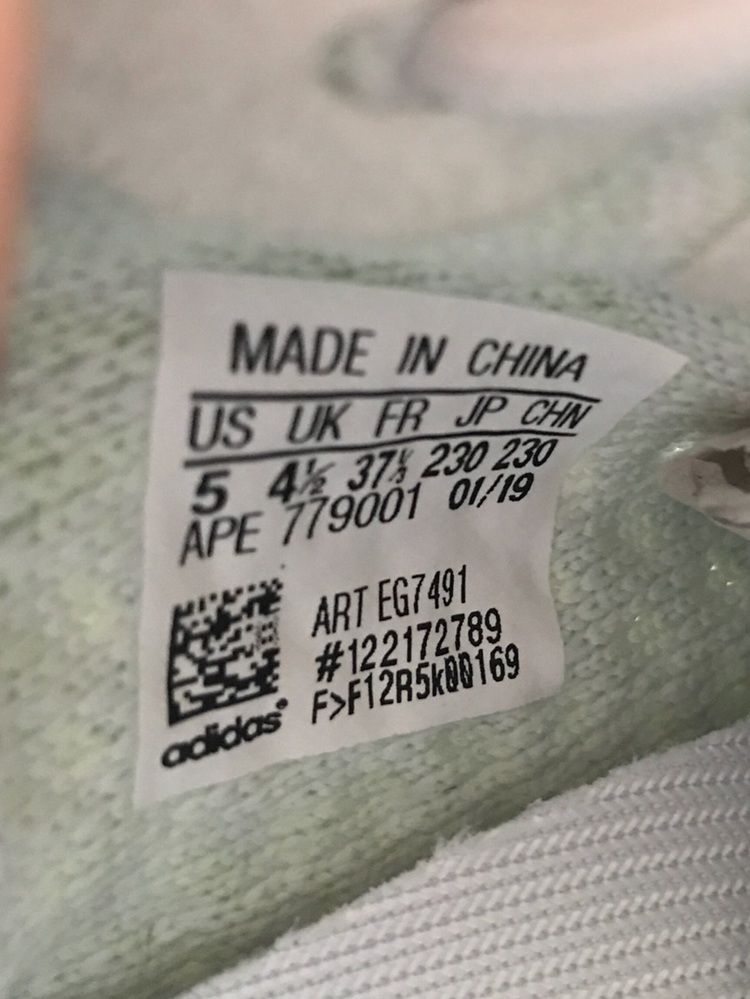 MADE IN CHINA
US UK FR JP CHN
5 4½ 37⅓ 230 230
APE 779001 01/19
ART EG7491
#122172789
F>F12R5k00169
adidas®